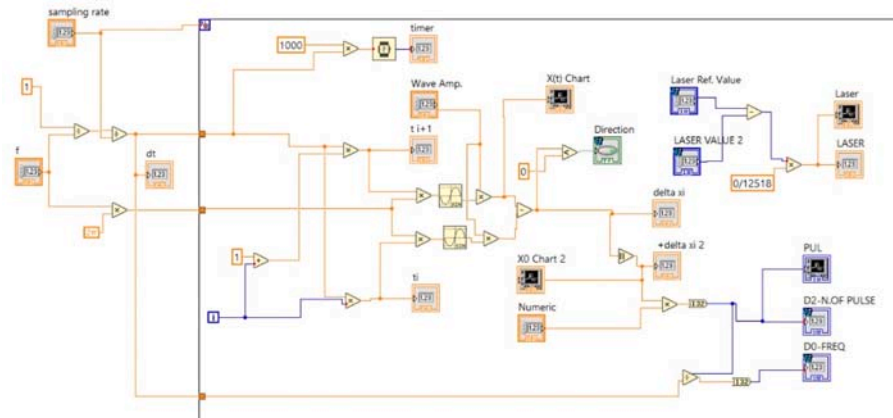 sampling rate
timer
1000
Wave Amp.
X(t) Chart
Laser Ref. Value
Laser
1
t i+1
Direction
LASER VALUE 2
LASER
f
dt
0
0/12518
delta xi
1
X0 Chart 2
+delta xi 2
PUL
ti
i
Numeric
D2-N.OF PULSE
D0-FREQ